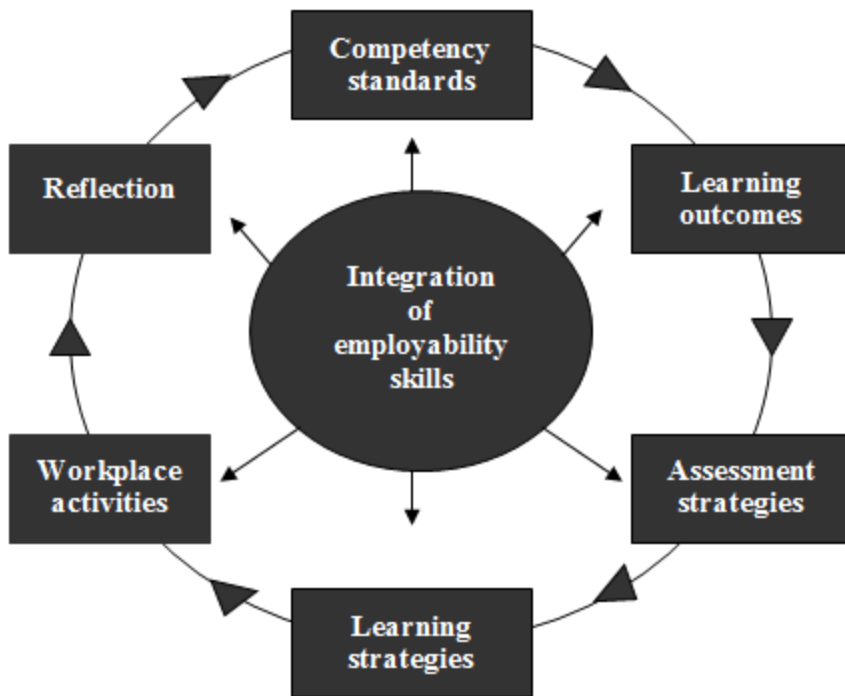 Competency
standards
Reflection
Learning
outcomes
Integration
of
employability
skills
Workplace
activities
Assessment
strategies
Learning
strategies